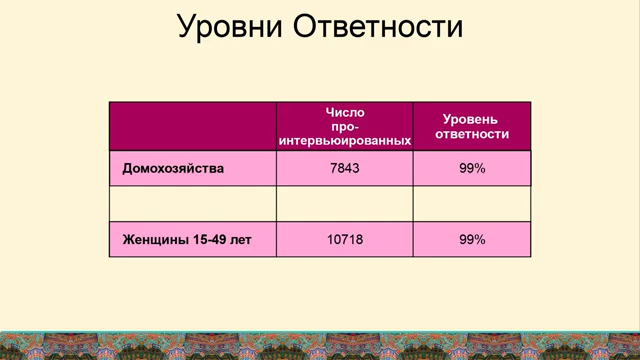 Уровни Ответности
Число
про-
интервьюированных
Уровень
ответности
Домохозяйства 7843 99%
Женщины 15-49 лет 10718 99%